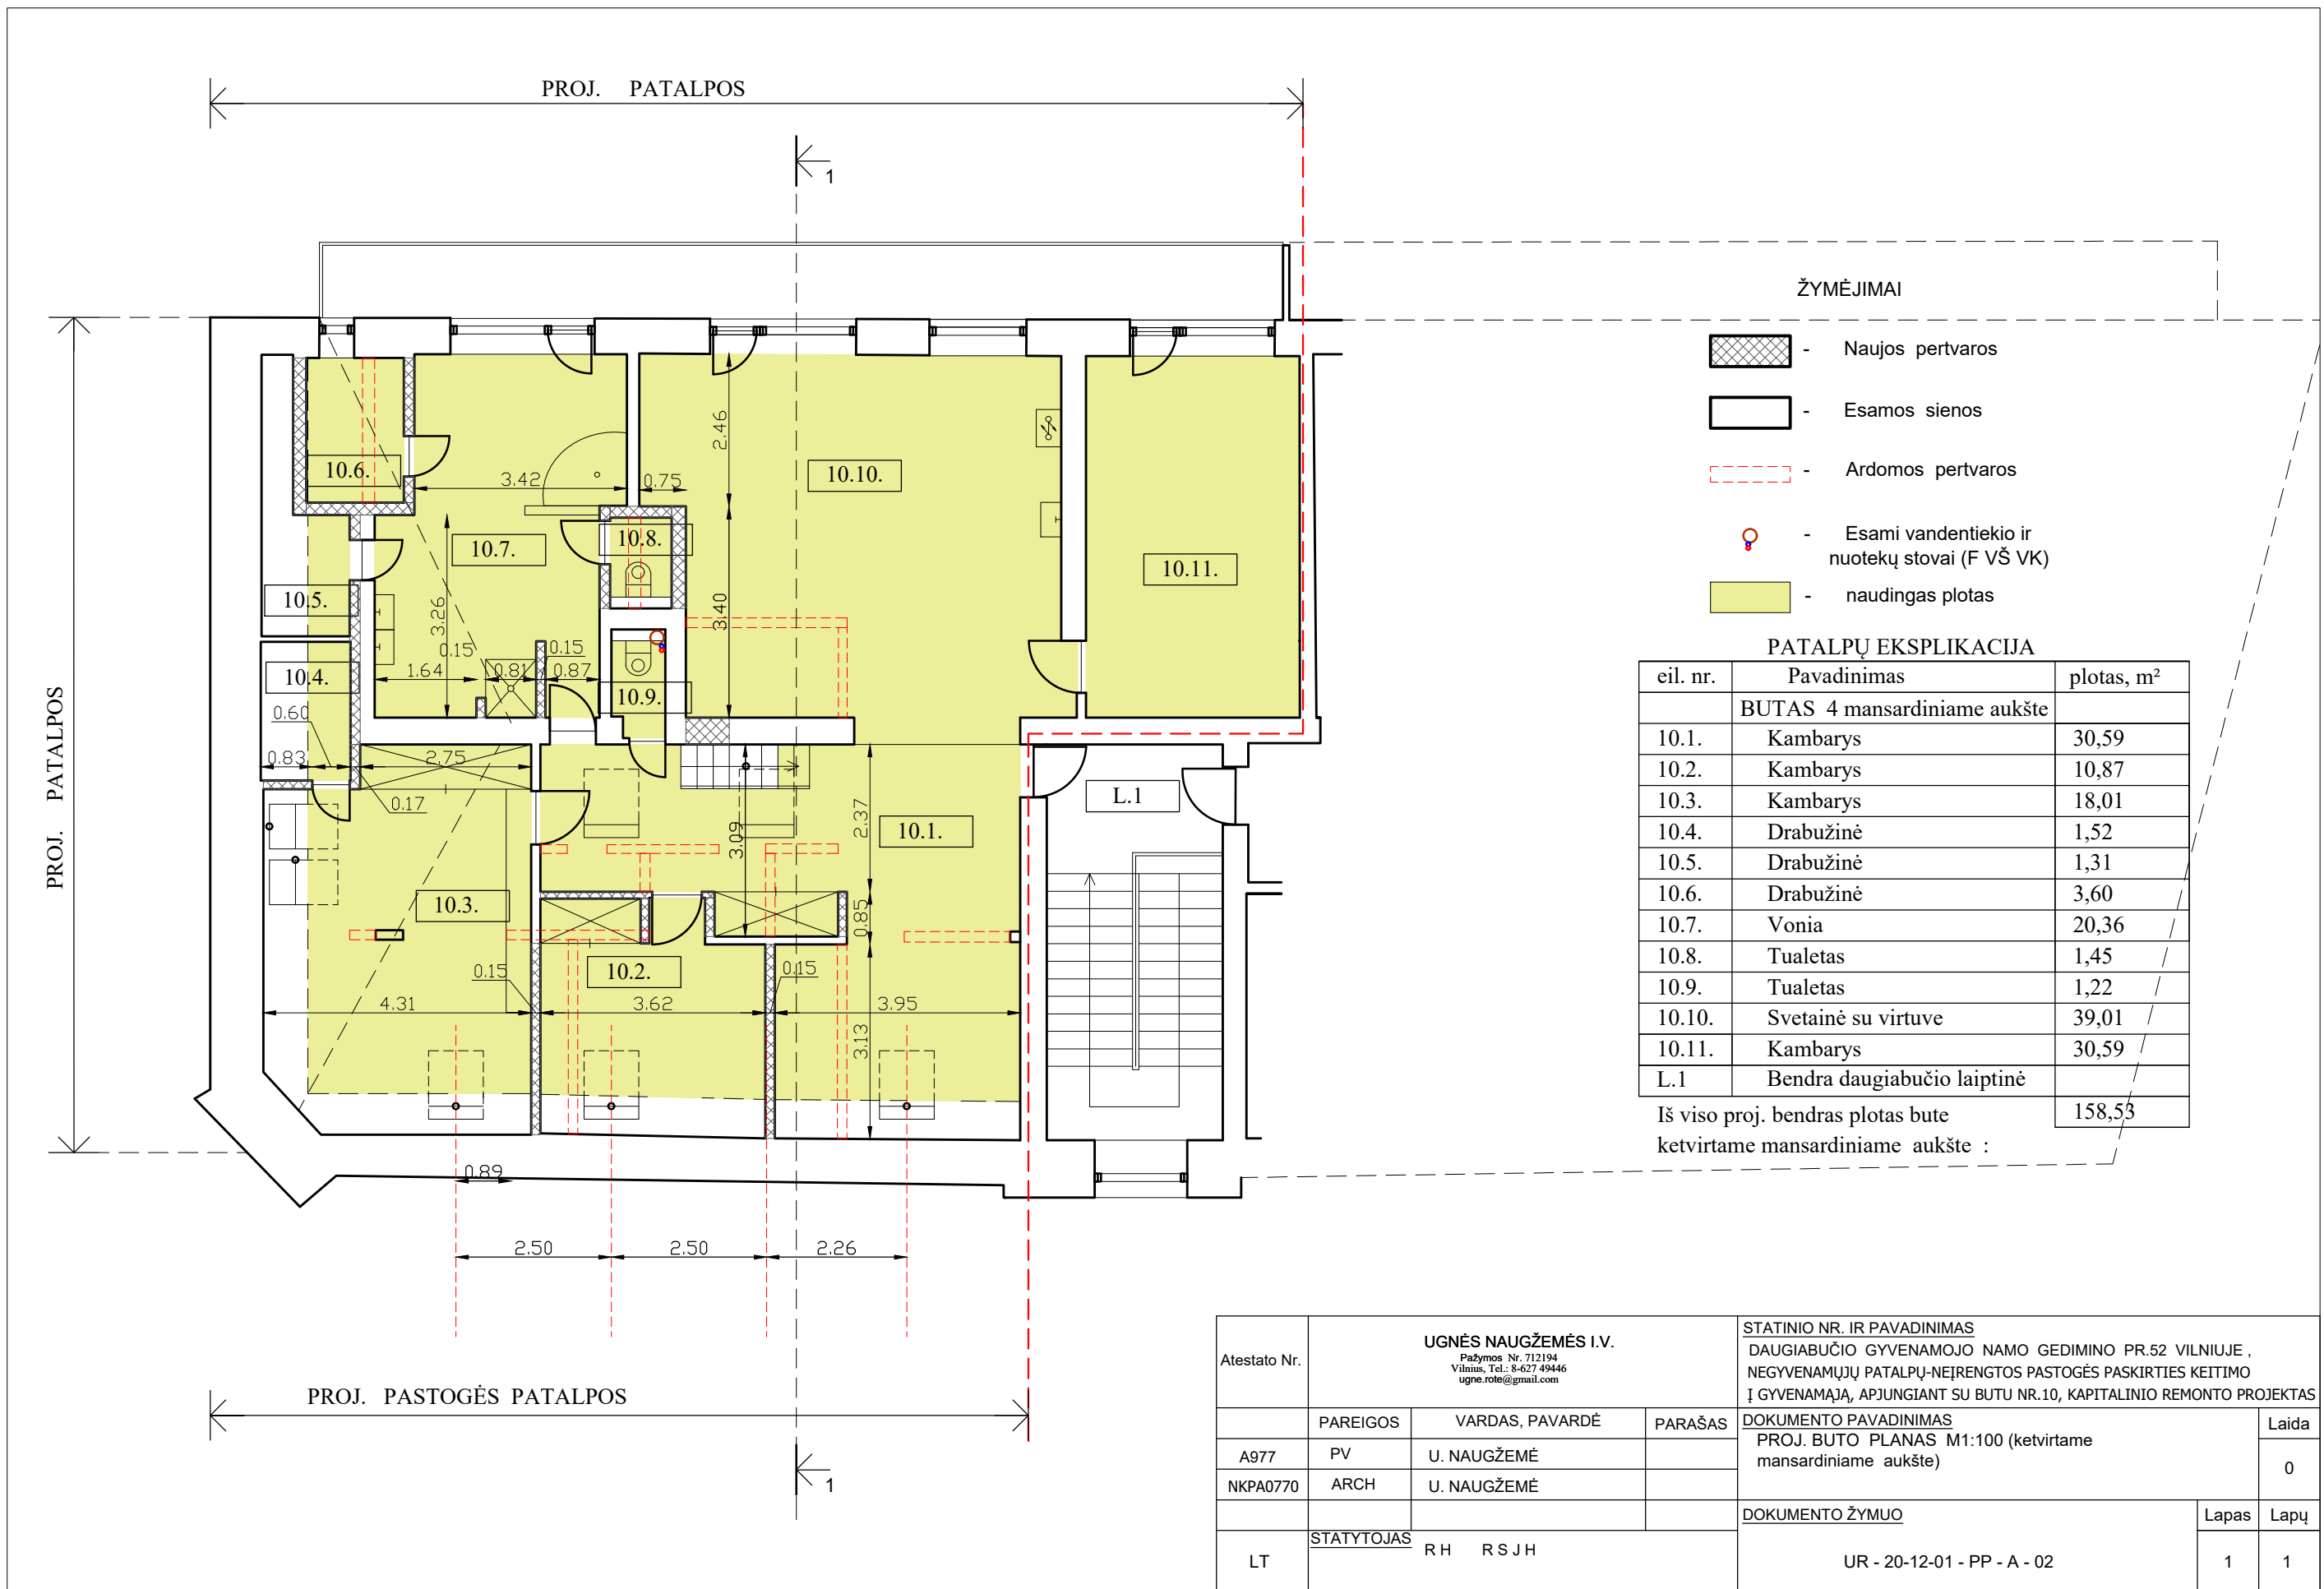 PROJ. PATALPOS
1
ŽYMĖJIMAI
- Naujos pertvaros
- Esamos sienos
- Ardomos pertvaros
- Esami vandentiekio ir
nuotekų stovai (F VŠ VK)
- naudingas plotas
PROJ. PATALPOS
10.6.
3.42
0.75
2.46
10.10.
10.7.
10.8.
10.11.
10.5.
3.26
3.40
0.15
0.15
10.4.
1.64
0.81
0.87
10.9.
0.60
0.83
2.75
0.17
3.09
2.37
10.1.
L.1
10.3.
0.85
10.2.
0.15
0.15
4.31
3.62
3.95
3.13
0.89
2.50
2.50
2.26
PROJ. PASTOGĖS PATALPOS
1
PATALPŲ EKSPLIKACIJA
eil. nr. Pavadinimas plotas, m²
BUTAS 4 mansardiniame aukšte
10.1. Kambarys 30,59
10.2. Kambarys 10,87
10.3. Kambarys 18,01
10.4. Drabužinė 1,52
10.5. Drabužinė 1,31
10.6. Drabužinė 3,60
10.7. Vonia 20,36
10.8. Tualetas 1,45
10.9. Tualetas 1,22
10.10. Svetainė su virtuve 39,01
10.11. Kambarys 30,59
L.1 Bendra daugiabučio laiptinė
Iš viso proj. bendras plotas bute 158,53
ketvirtame mansardiniame aukšte :
Atestato Nr.
UGNĖS NAUGŽEMĖS I.V.
Pažymos Nr. 712194
Vilnius, Tel.: 8-627 49446
ugne.rote@gmail.com
STATINIO NR. IR PAVADINIMAS
DAUGIABUČIO GYVENAMOJO NAMO GEDIMINO PR.52 VILNIUJE ,
NEGYVENAMŲJŲ PATALPŲ-NEĮRENGTOS PASTOGĖS PASKIRTIES KEITIMO
Į GYVENAMĄJĄ, APJUNGIANT SU BUTU NR.10, KAPITALINIO REMONTO PROJEKTAS
PAREIGOS VARDAS, PAVARDĖ PARAŠAS
A977 PV U. NAUGŽEMĖ
NKPA0770 ARCH U. NAUGŽEMĖ
DOKUMENTO PAVADINIMAS
PROJ. BUTO PLANAS M1:100 (ketvirtame
mansardiniame aukšte)
Laida
0
LT STATYTOJAS R H R S J H
DOKUMENTO ŽYMUO
UR - 20-12-01 - PP - A - 02
Lapas Lapų
1 1